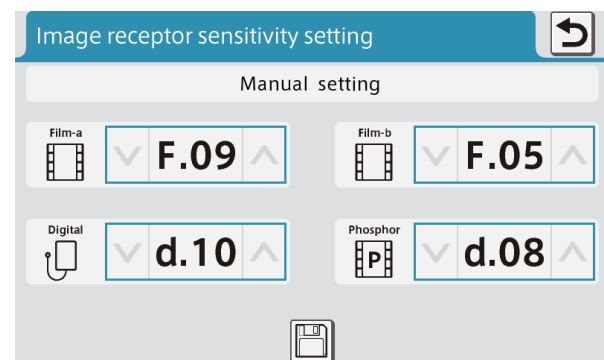 Image receptor sensitivity setting
Manual setting
Film-a
F.09
Film-b
F.05
Digital
d.10
Phosphor
P
d.08